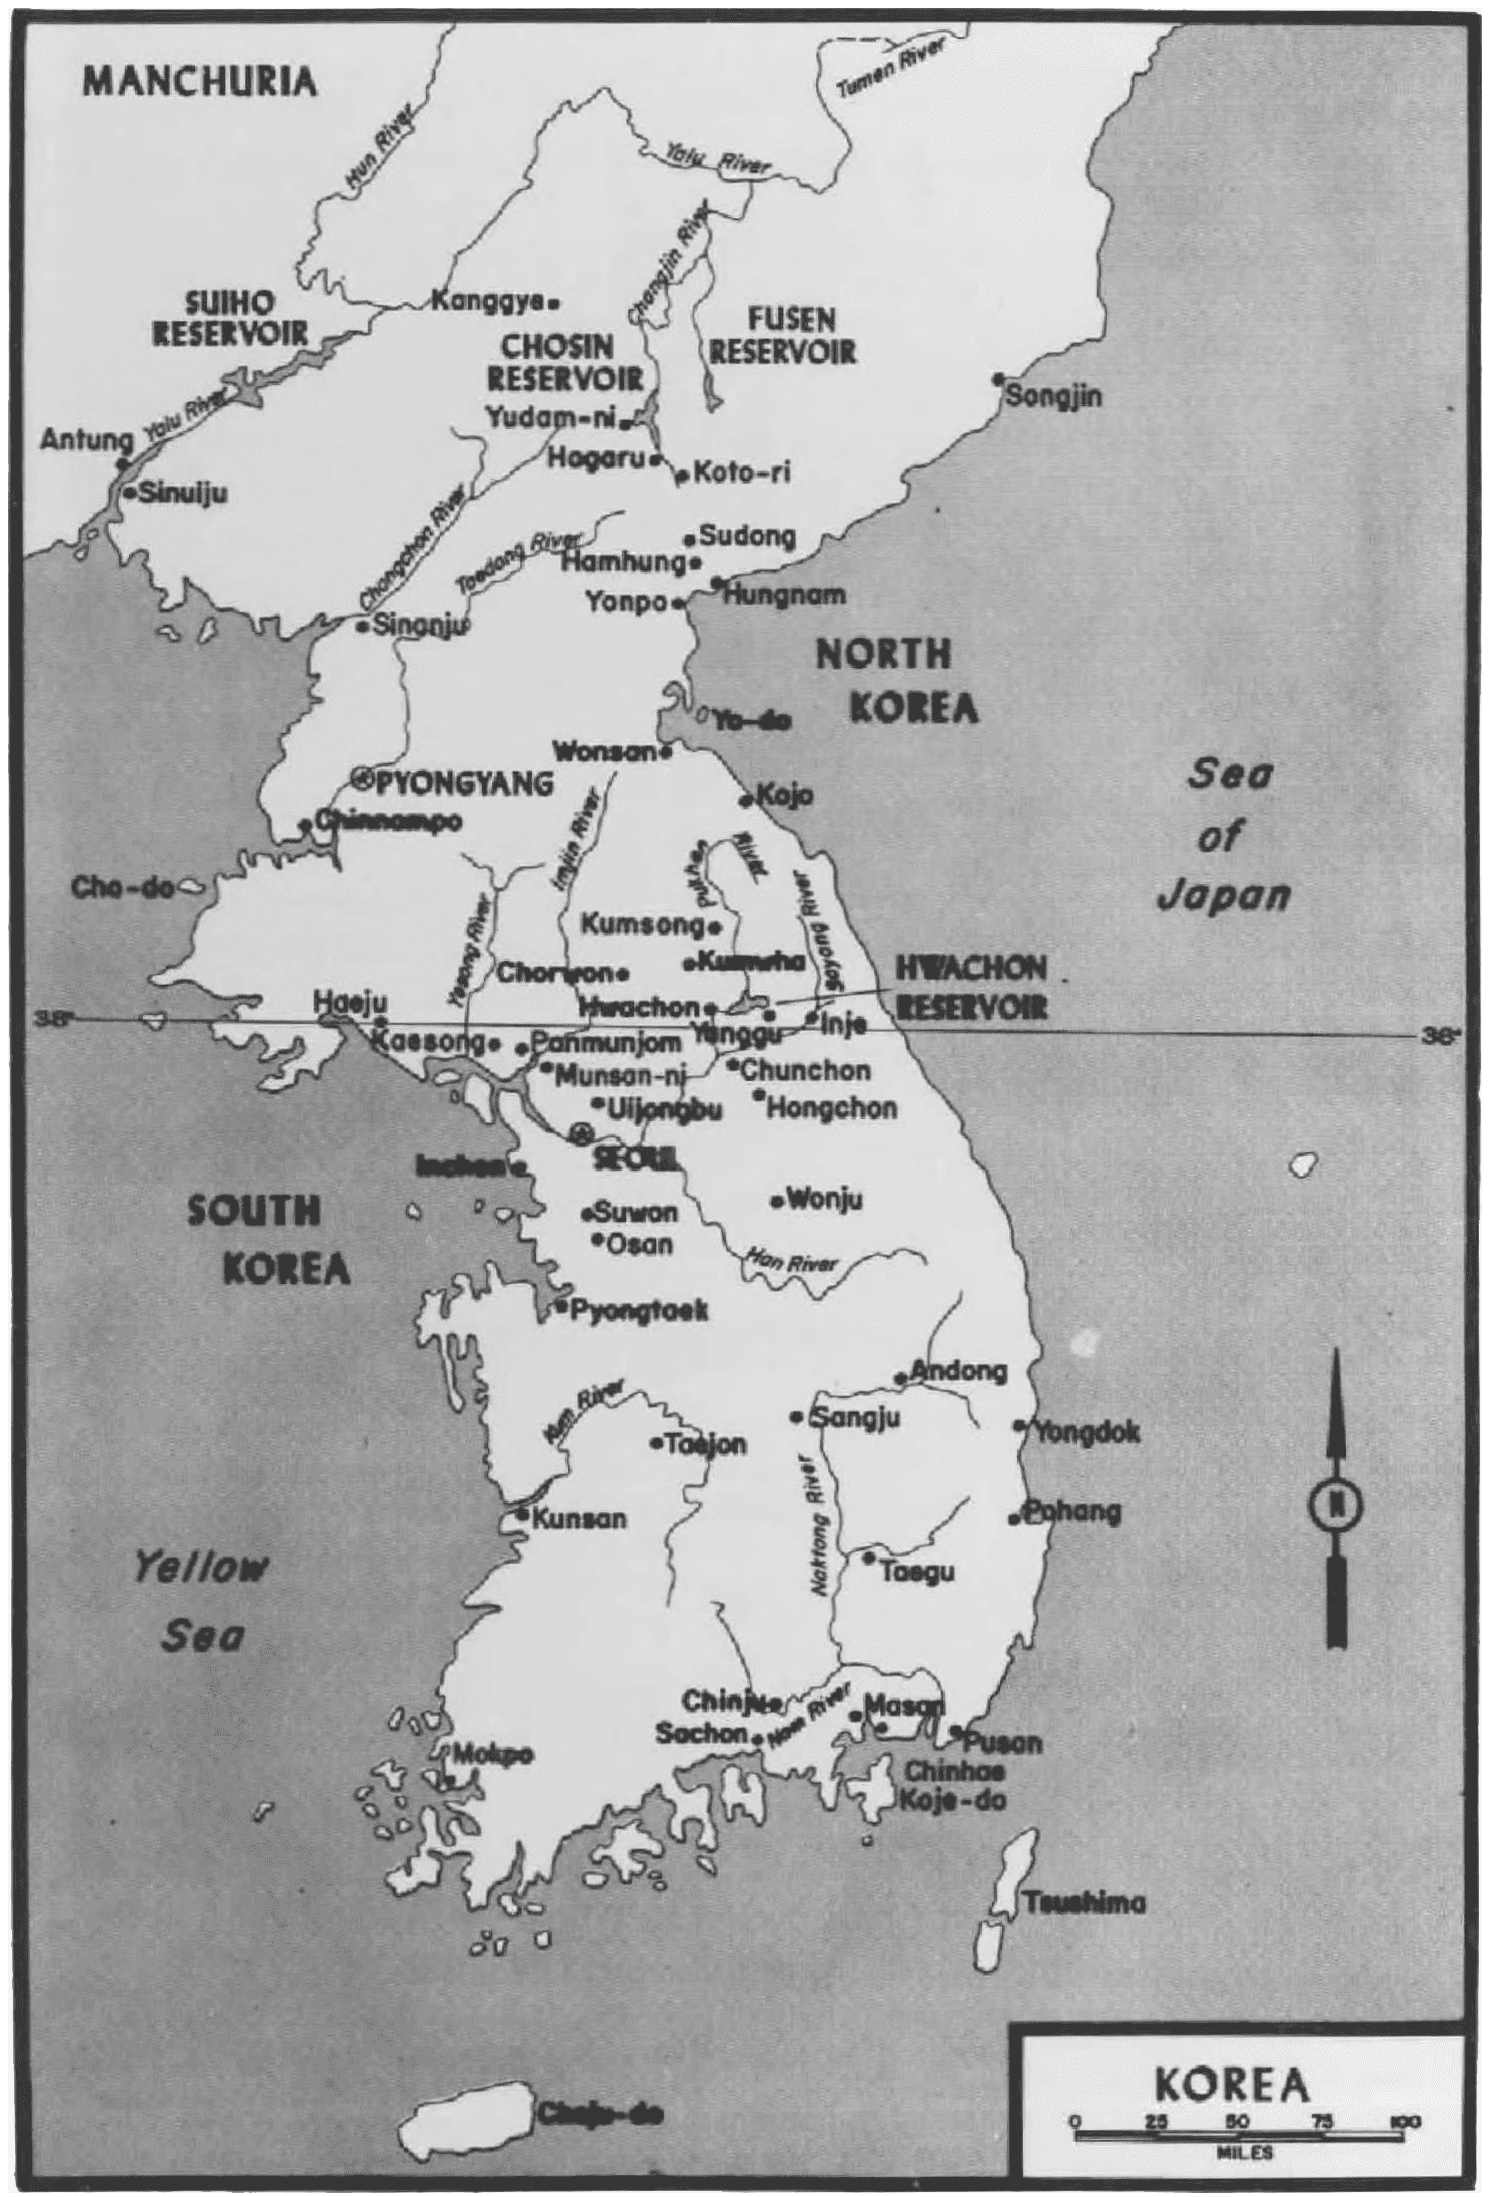 MANCHURIA
Hun River
Tumen River
Yalu River
Changjin River
SUIHO
RESERVOIR
Kanggye
CHOSIN
RESERVOIR
FUSEN
RESERVOIR
Songjin
Yudam-ni
Antung
Yalu River
Hagaru
Koto-ri
Sinuiju
Chongchon River
Taedong River
Sudong
Hamhung
Hungnam
Yonpo
Sinanju
NORTH
KOREA
Yo-do
Wonsan
PYONGYANG
Kojo
Chinnampo
Sea
of
Japan
Imjin River
Pukhan River
Cho-do
Yesong River
Soyang River
Kumsong
Kumwha
Chorwon
HWACHON
RESERVOIR
Hwachon
Haeju
38°
38°
Yanggu
Inje
Kaesong
Panmunjom
Munsan-ni
Chunchon
Uijongbu
Hongchon
SEOUL
Inchon
SOUTH
KOREA
Suwon
Wonju
Osan
Han River
Pyongtaek
Andong
Kum River
Sangju
Yongdok
Taejon
Naktong River
Kunsan
Pohang
N
Yellow
Sea
Taegu
Chinju
Nam River
Masan
Sachon
Pusan
Mokpo
Chinhae
Koje-do
Tsushima
Cheju-do
KOREA
0 25 50 75 100
MILES